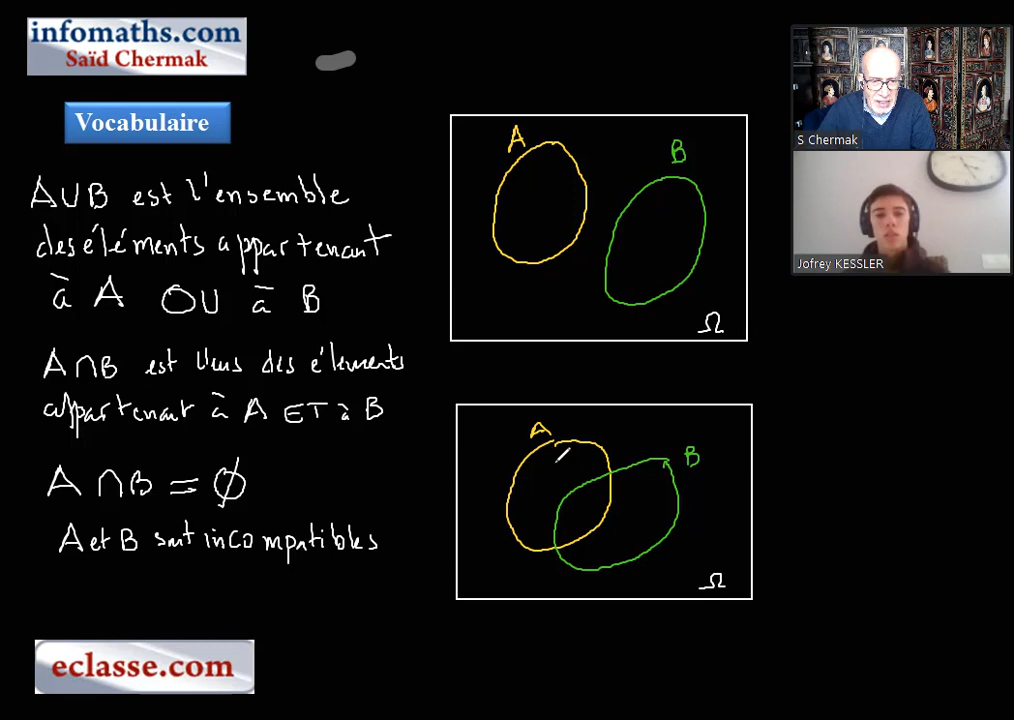 infomaths.com
Saïd Chermak
Vocabulaire
A∪B est l'ensemble
des éléments appartenant
à A OU à B
A∩B est l'ens des éléments
appartenant à A ET à B
A ∩ B = ∅
A et B sont incompatibles
eclasse.com
A
B
Ω
A
B
Ω
S Chermak
Jofrey KESSLER